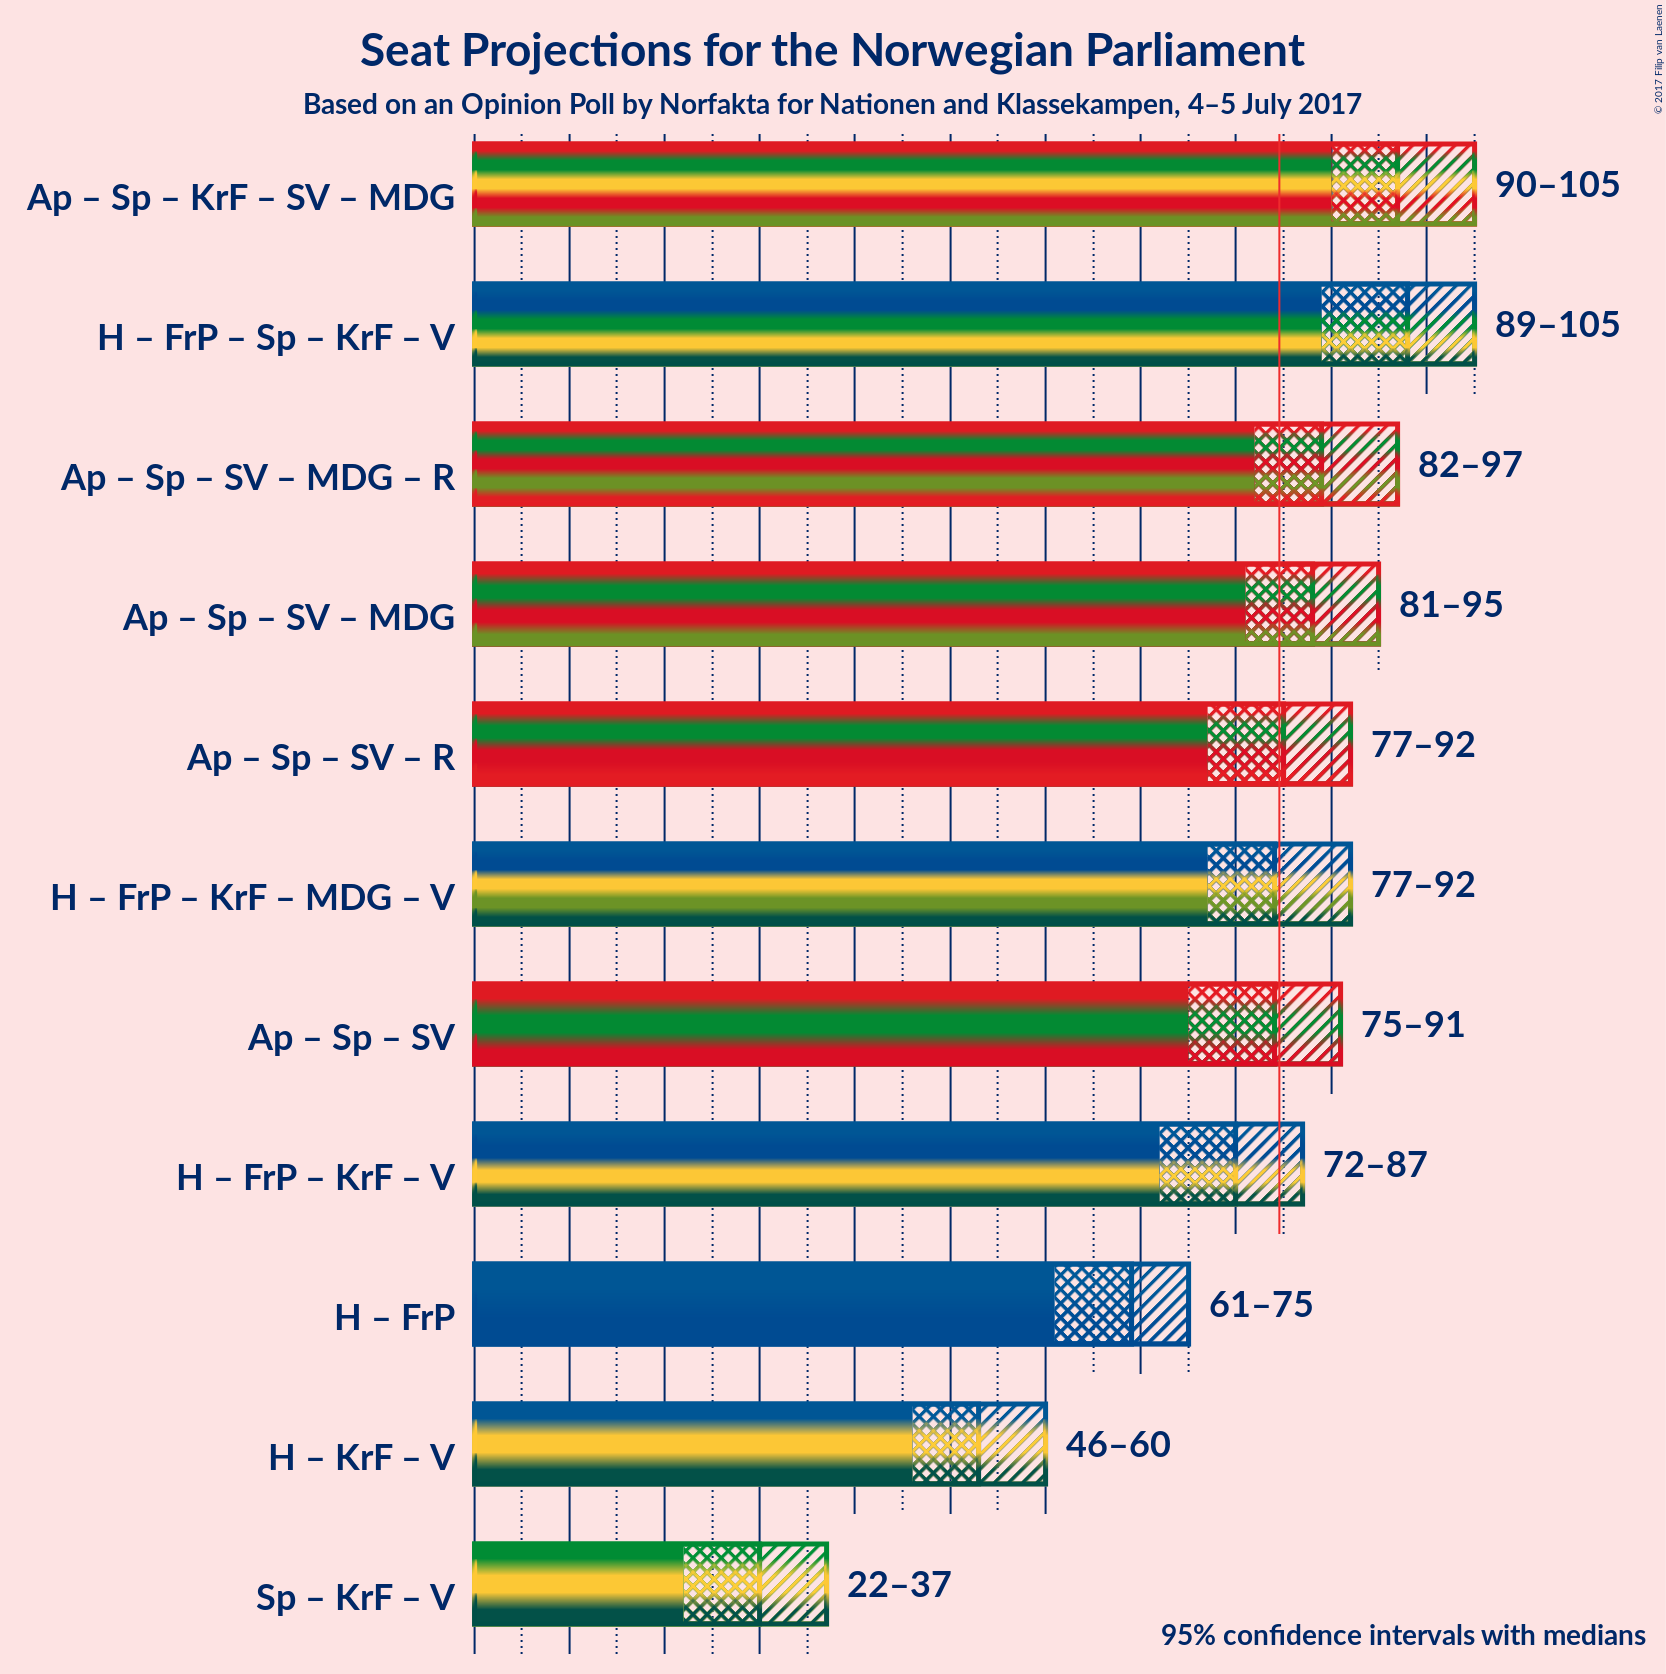 Seat Projections for the Norwegian Parliament
Based on an Opinion Poll by Norfakta for Nationen and Klassekampen, 4–5 July 2017
© 2017 Filip van Laenen
Ap – Sp – KrF – SV – MDG
90–105
H – FrP – Sp – KrF – V
89–105
Ap – Sp – SV – MDG – R
82–97
Ap – Sp – SV – MDG
81–95
Ap – Sp – SV – R
77–92
H – FrP – KrF – MDG – V
77–92
Ap – Sp – SV
75–91
H – FrP – KrF – V
72–87
H – FrP
61–75
H – KrF – V
46–60
Sp – KrF – V
22–37
95% confidence intervals with medians